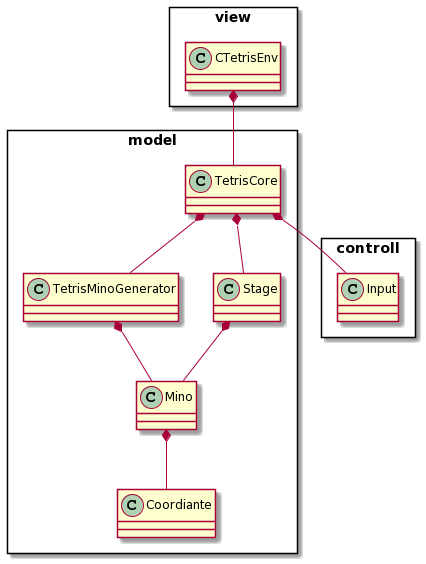 view
C CTetrisEnv
model
C TetrisCore
controll
C TetrisMinoGenerator
C Stage
C Input
C Mino
C Coordiante